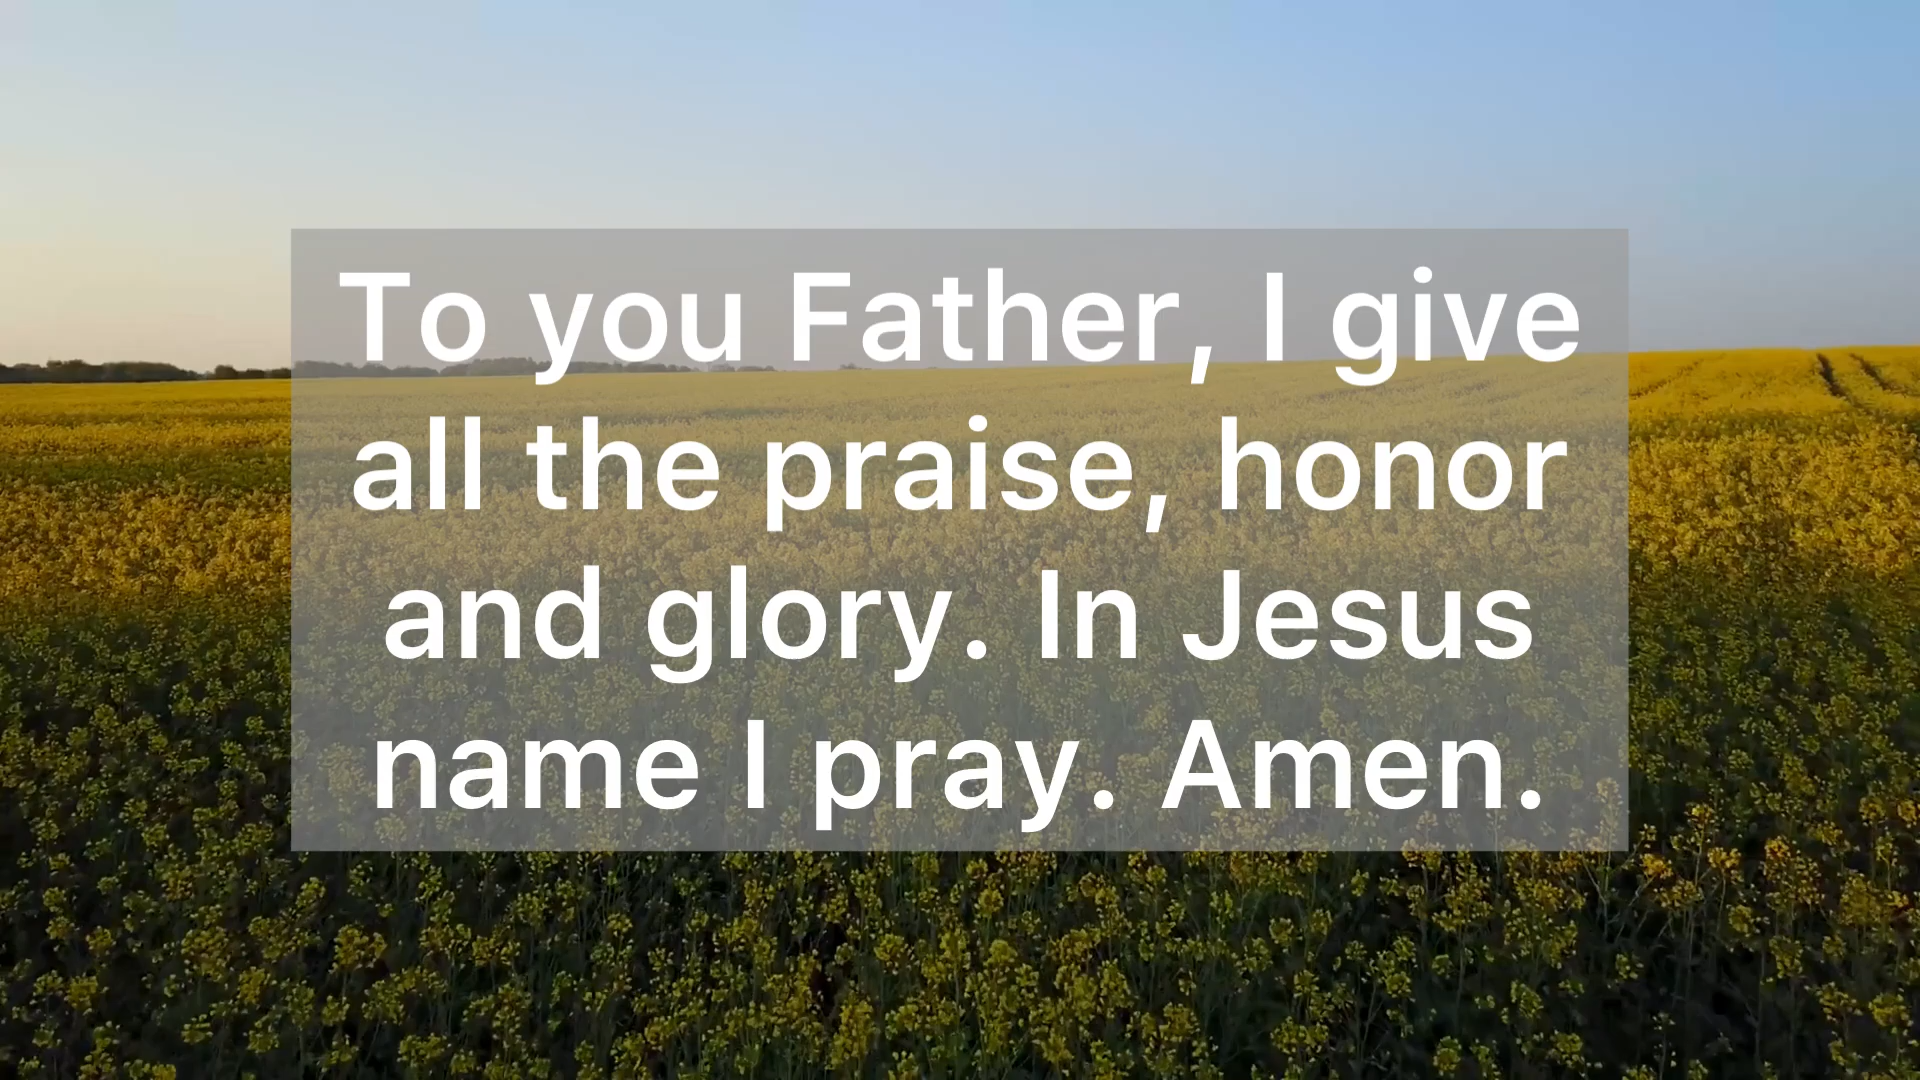 To you Father, I give
all the praise, honor
and glory. In Jesus
name I pray. Amen.